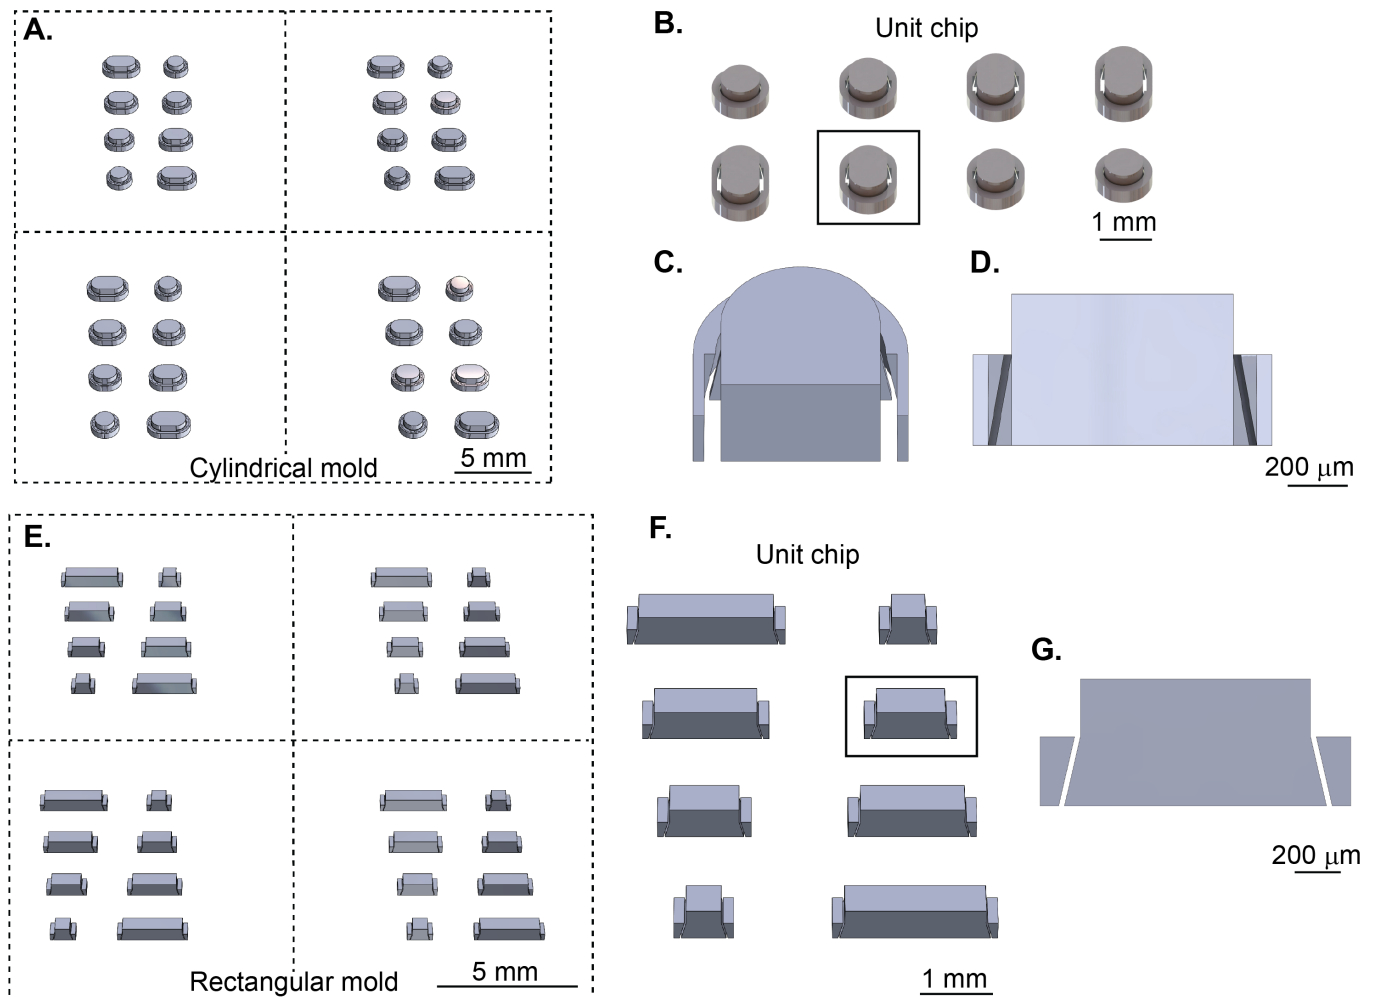 A.
Cylindrical mold
5 mm
B.
Unit chip
1 mm
C.
D.
200 μm
E.
Rectangular mold
5 mm
F.
Unit chip
1 mm
G.
200 μm